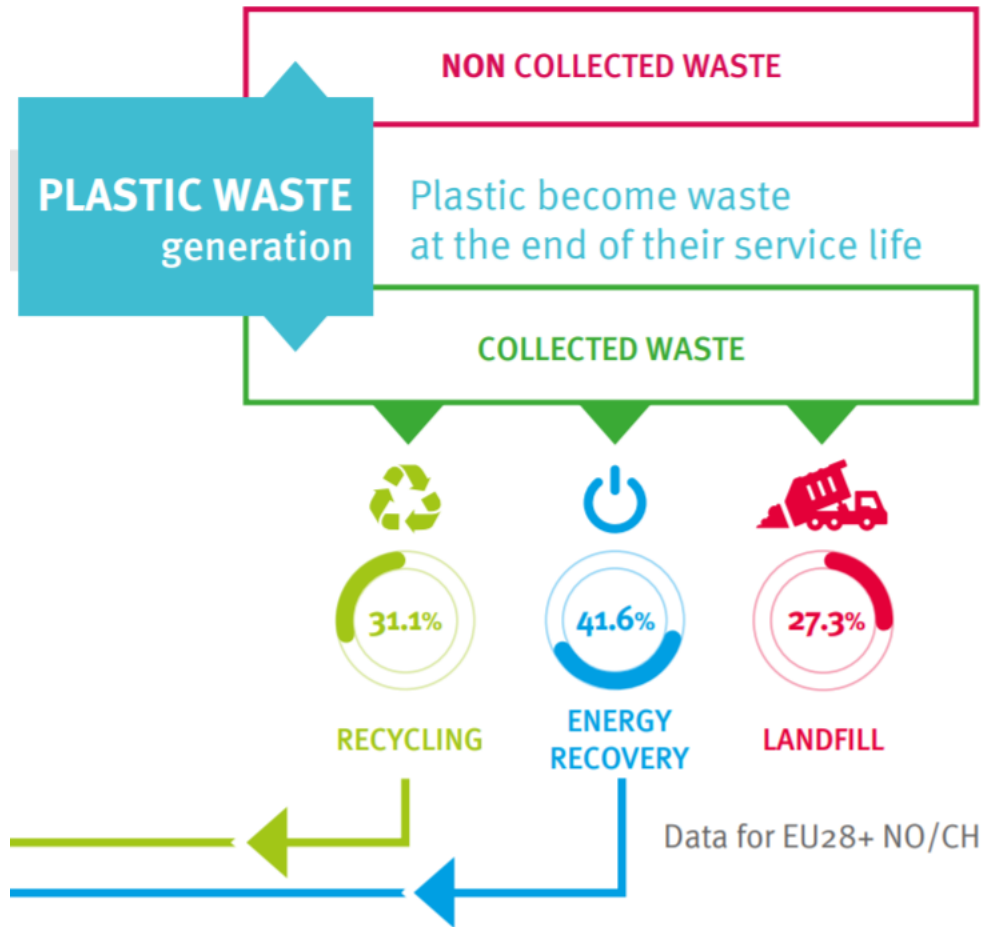 NON COLLECTED WASTE
PLASTIC WASTE
generation
Plastic become waste
at the end of their service life
COLLECTED WASTE
31.1%
41.6%
27.3%
RECYCLING
ENERGY
RECOVERY
LANDFILL
Data for EU28+ NO/CH